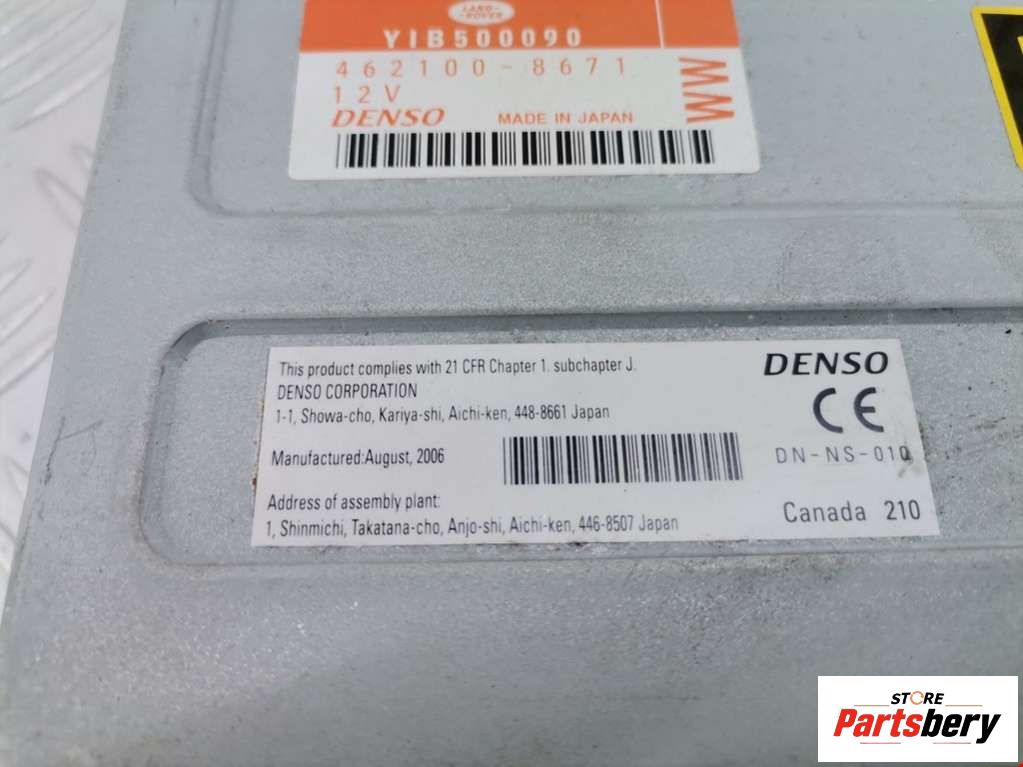 LAND-
-ROVER
YIB500090
462100-8671
12V
WW
DENSO MADE IN JAPAN
This product complies with 21 CFR Chapter 1. subchapter J.
DENSO CORPORATION
1-1, Showa-cho, Kariya-shi, Aichi-ken, 448-8661 Japan
Manufactured:August, 2006
Address of assembly plant:
1, Shinmichi, Takatana-cho, Anjo-shi, Aichi-ken, 446-8507 Japan
DENSO
CE
DN-NS-010
Canada 210
STORE
Partsbery